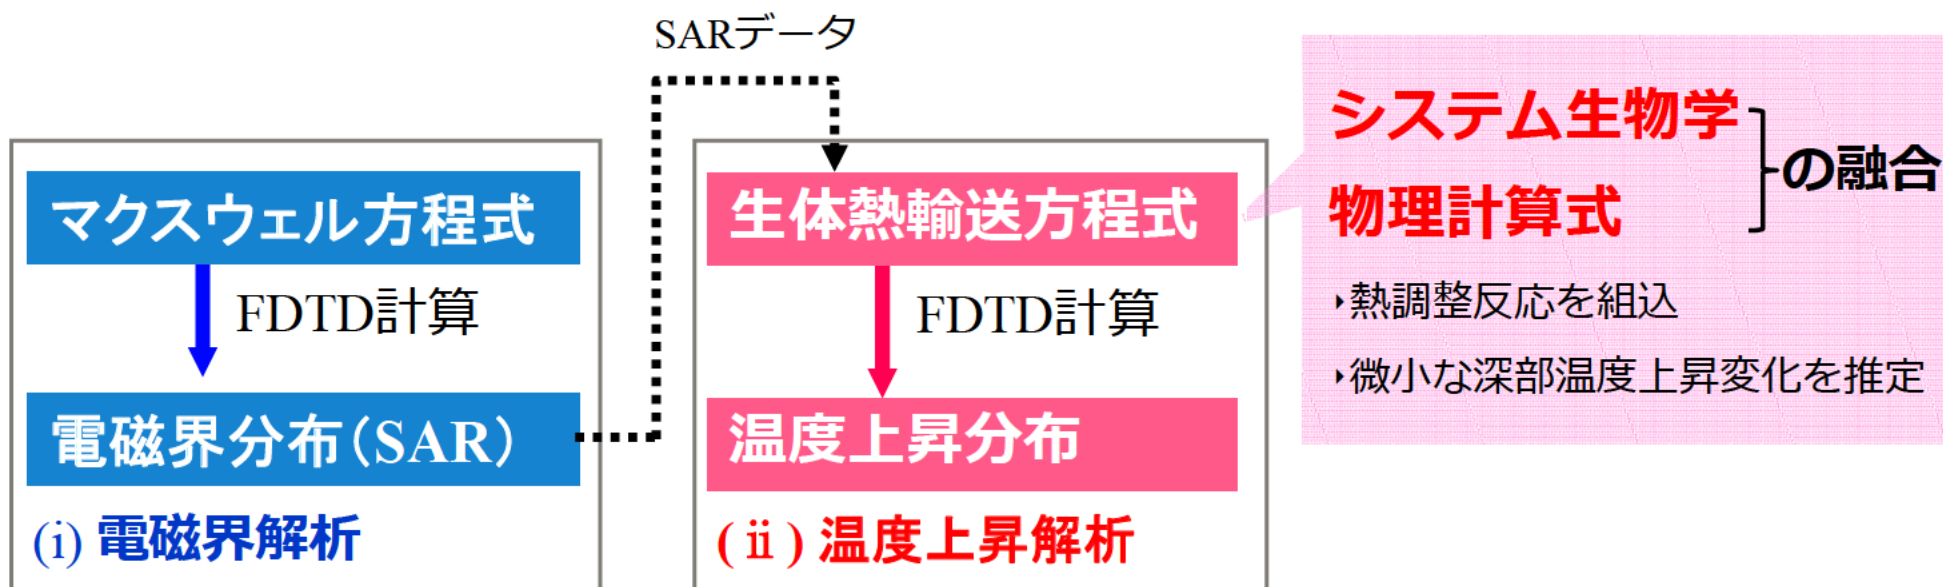 SARデータ
マクスウェル方程式
FDTD計算
電磁界分布(SAR)
(i) 電磁界解析
生体熱輸送方程式
FDTD計算
温度上昇分布
(ⅱ) 温度上昇解析
システム生物学
物理計算式
の融合
‣熱調整反応を組込
‣微小な深部温度上昇変化を推定